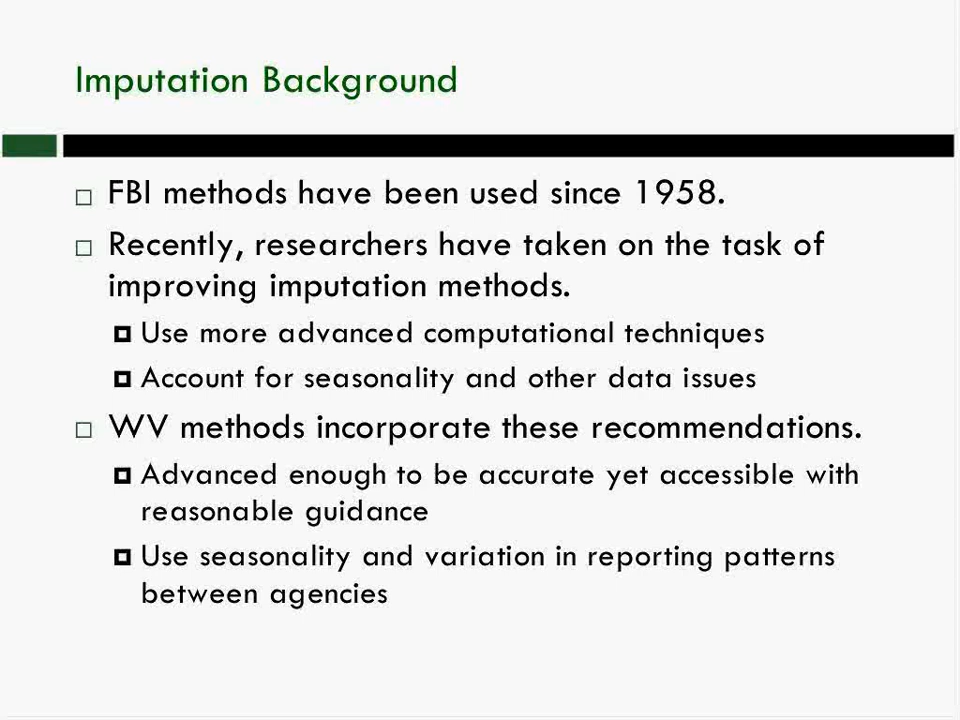 Imputation Background
FBI methods have been used since 1958.
Recently, researchers have taken on the task of
improving imputation methods.
Use more advanced computational techniques
Account for seasonality and other data issues
WV methods incorporate these recommendations.
Advanced enough to be accurate yet accessible with
reasonable guidance
Use seasonality and variation in reporting patterns
between agencies